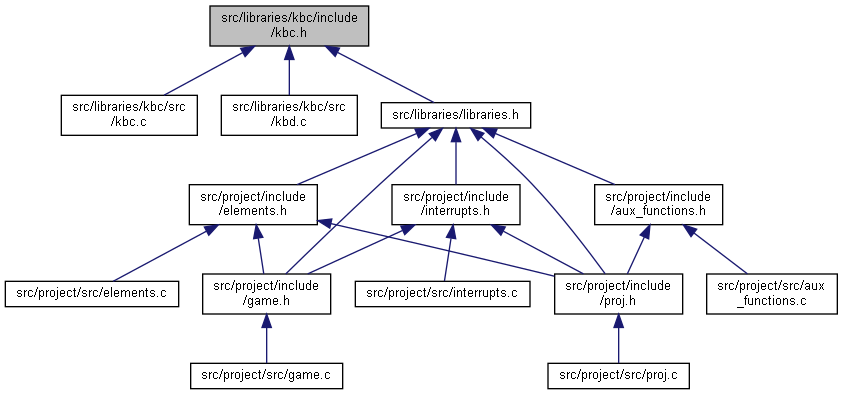 src/libraries/kbc/include
/kbc.h
src/libraries/kbc/src
/kbc.c
src/libraries/kbc/src
/kbd.c
src/libraries/libraries.h
src/project/include
/elements.h
src/project/include
/interrupts.h
src/project/include
/aux_functions.h
src/project/src/elements.c
src/project/include
/game.h
src/project/src/interrupts.c
src/project/include
/proj.h
src/project/src/aux
_functions.c
src/project/src/game.c
src/project/src/proj.c